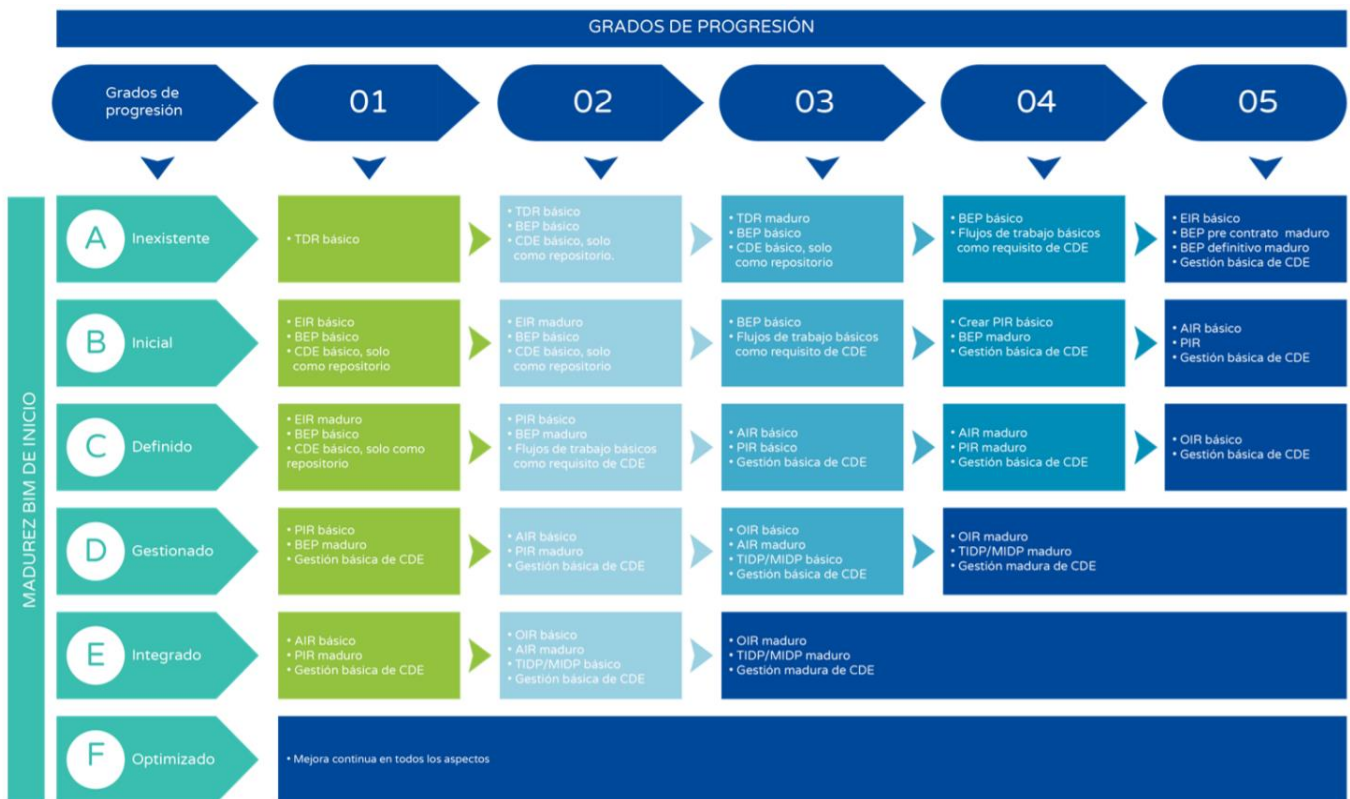 GRADOS DE PROGRESIÓN
Grados de
progresión
01
02
03
04
05
MADUREZ BIM DE INICIO
A
Inexistente
• TDR básico
• TDR básico
• BEP básico
• CDE básico, solo
como repositorio.
• TDR maduro
• BEP básico
• CDE básico, solo
como repositorio
• BEP básico
• Flujos de trabajo básicos
como requisito de CDE
• EIR básico
• BEP pre contrato maduro
• BEP definitivo maduro
• Gestión básica de CDE
B
Inicial
• EIR básico
• BEP básico
• CDE básico, solo
como repositorio
• EIR maduro
• BEP básico
• CDE básico, solo
como repositorio
• BEP básico
• Flujos de trabajo básicos
como requisito de CDE
• Crear PIR básico
• BEP maduro
• Gestión básica de CDE
• AIR básico
• PIR
• Gestión básica de CDE
C
Definido
• EIR maduro
• BEP básico
• CDE básico, solo como
repositorio
• PIR básico
• BEP maduro
• Flujos de trabajo básicos
como requisito de CDE
• AIR básico
• PIR básico
• Gestión básica de CDE
• AIR maduro
• PIR maduro
• Gestión básica de CDE
• OIR básico
• Gestión básica de CDE
D
Gestionado
• PIR básico
• BEP maduro
• Gestión básica de CDE
• AIR básico
• PIR maduro
• Gestión básica de CDE
• OIR básico
• AIR maduro
• TIDP/MIDP básico
• Gestión básica de CDE
• OIR maduro
• TIDP/MIDP maduro
• Gestión madura de CDE
E
Integrado
• AIR básico
• PIR maduro
• Gestión básica de CDE
• OIR básico
• AIR maduro
• TIDP/MIDP básico
• Gestión básica de CDE
• OIR maduro
• TIDP/MIDP maduro
• Gestión madura de CDE
F
Optimizado
• Mejora continua en todos los aspectos